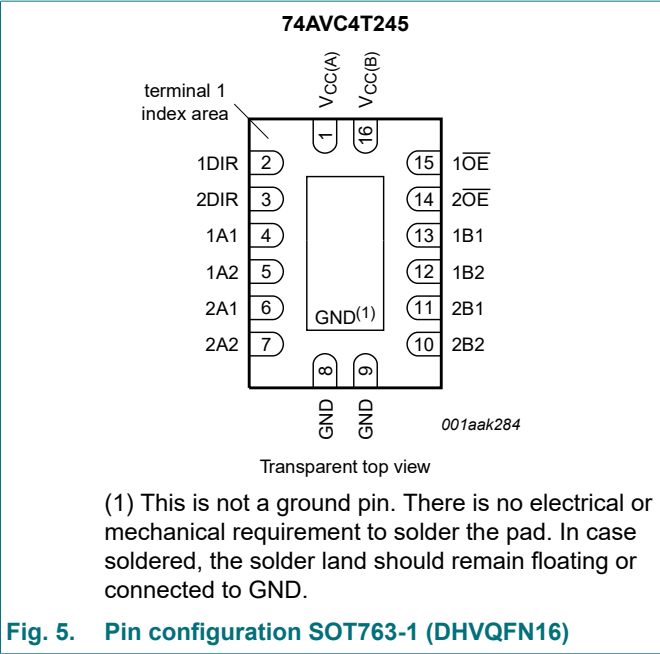 74AVC4T245
terminal 1
index area
VCC(A)
VCC(B)
1
16
1DIR 2
15 1O̅E̅
2DIR 3
14 2O̅E̅
1A1 4
13 1B1
1A2 5
12 1B2
2A1 6
11 2B1
2A2 7
10 2B2
GND(1)
8
9
GND
GND
001aak284
Transparent top view
(1) This is not a ground pin. There is no electrical or
mechanical requirement to solder the pad. In case
soldered, the solder land should remain floating or
connected to GND.
Fig. 5. Pin configuration SOT763-1 (DHVQFN16)